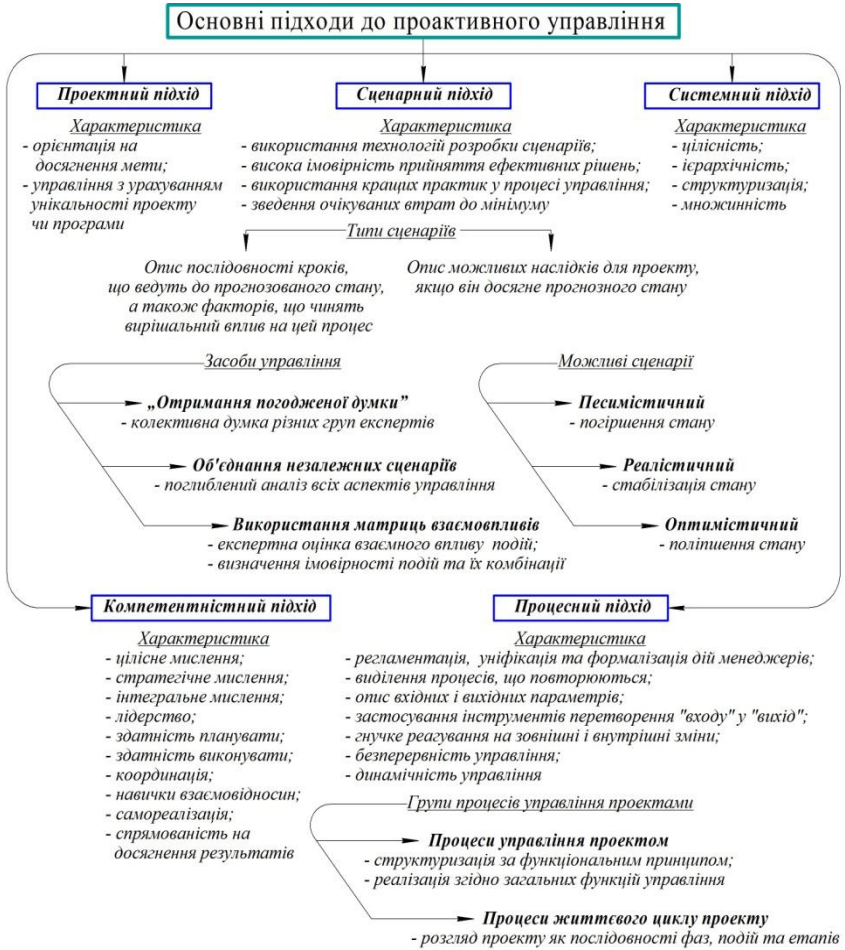 Основні підходи до проактивного управління
Проектний підхід
Характеристика
- орієнтація на
досягнення мети;
- управління з урахуванням
унікальності проекту
чи програми
Сценарний підхід
Характеристика
- використання технологій розробки сценаріїв;
- висока імовірність прийняття ефективних рішень;
- використання кращих практик у процесі управління;
- зведення очікуваних втрат до мінімуму
Системний підхід
Характеристика
- цілісність;
- ієрархічність;
- структуризація;
- множинність
Типи сценаріїв
Опис послідовності кроків,
що ведуть до прогнозованого стану,
а також факторів, що чинять
вирішальний вплив на цей процес
Опис можливих наслідків для проекту,
якщо він досягне прогнозного стану
Засоби управління
„Отримання погодженої думки”
- колективна думка різних груп експертів
Об'єднання незалежних сценаріїв
- поглиблений аналіз всіх аспектів управління
Використання матриць взаємовпливів
- експертна оцінка взаємного впливу подій;
- визначення імовірності подій та їх комбінації
Можливі сценарії
Песимістичний
- погіршення стану
Реалістичний
- стабілізація стану
Оптимістичний
- поліпшення стану
Компетентністний підхід
Характеристика
- цілісне мислення;
- стратегічне мислення;
- інтегральне мислення;
- лідерство;
- здатність планувати;
- здатність виконувати;
- координація;
- навички взаємовідносин;
- самореалізація;
- спрямованість на
досягнення результатів
Процесний підхід
Характеристика
- регламентація, уніфікація та формалізація дій менеджерів;
- виділення процесів, що повторюються;
- опис вхідних і вихідних параметрів;
- застосування інструментів перетворення "входу" у "вихід";
- гнучке реагування на зовнішні і внутрішні зміни;
- безперервність управління;
- динамічність управління
Групи процесів управління проектами
Процеси управління проектом
- структуризація за функціональним принципом;
- реалізація згідно загальних функцій управління
Процеси життєвого циклу проекту
- розгляд проекту як послідовності фаз, подій та етапів